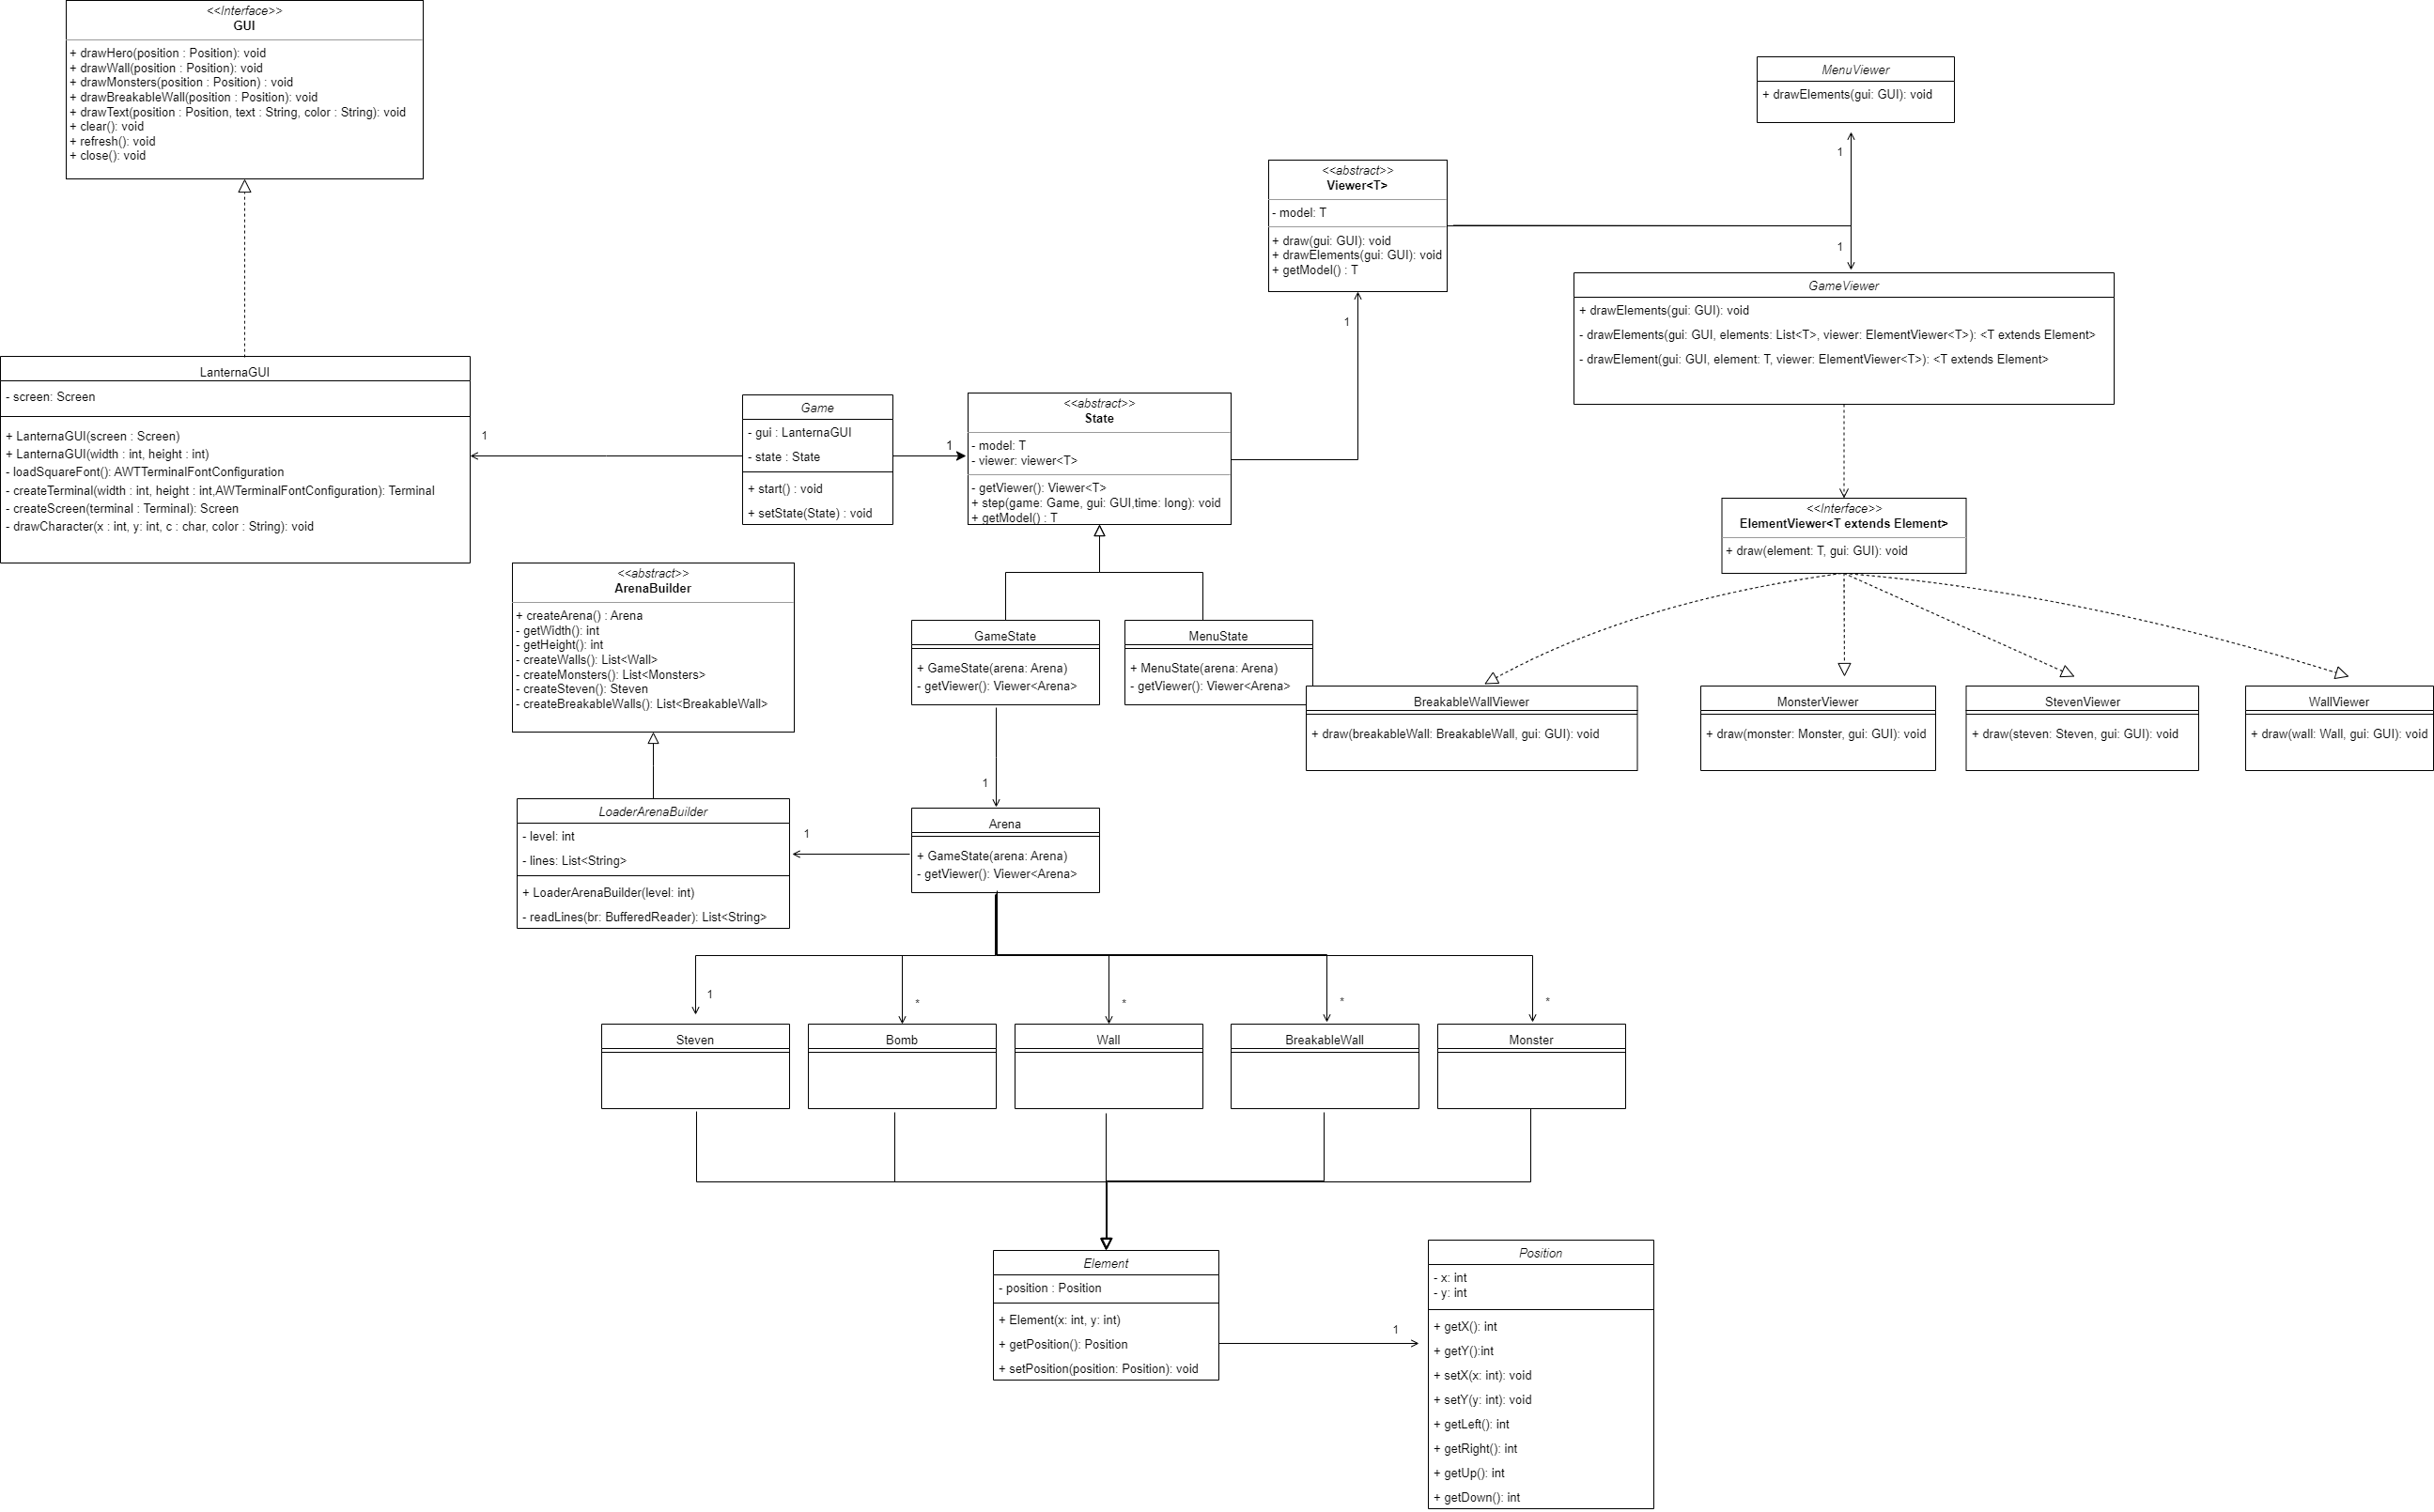 <<Interface>>
GUI
+ drawHero(position : Position): void
+ drawWall(position : Position): void
+ drawMonsters(position : Position) : void
+ drawBreakableWall(position : Position): void
+ drawText(position : Position, text : String, color : String): void
+ clear(): void
+ refresh(): void
+ close(): void
MenuViewer
+ drawElements(gui: GUI): void
1
<<abstract>>
Viewer<T>
- model: T
+ draw(gui: GUI): void
+ drawElements(gui: GUI): void
+ getModel() : T
1
GameViewer
+ drawElements(gui: GUI): void
- drawElements(gui: GUI, elements: List<T>, viewer: ElementViewer<T>): <T extends Element>
- drawElement(gui: GUI, element: T, viewer: ElementViewer<T>): <T extends Element>
1
LanternaGUI
- screen: Screen
+ LanternaGUI(screen : Screen)
+ LanternaGUI(width : int, height : int)
- loadSquareFont(): AWTTerminalFontConfiguration
- createTerminal(width : int, height : int,AWTerminalFontConfiguration): Terminal
- createScreen(terminal : Terminal): Screen
- drawCharacter(x : int, y: int, c : char, color : String): void
1
Game
- gui : LanternaGUI
- state : State
+ start() : void
+ setState(State) : void
1
<<abstract>>
State
- model: T
- viewer: viewer<T>
- getViewer(): Viewer<T>
+ step(game: Game, gui: GUI,time: long): void
+ getModel() : T
<<Interface>>
ElementViewer<T extends Element>
+ draw(element: T, gui: GUI): void
<<abstract>>
ArenaBuilder
+ createArena() : Arena
- getWidth(): int
- getHeight(): int
- createWalls(): List<Wall>
- createMonsters(): List<Monsters>
- createSteven(): Steven
- createBreakableWalls(): List<BreakableWall>
GameState
+ GameState(arena: Arena)
- getViewer(): Viewer<Arena>
MenuState
+ MenuState(arena: Arena)
- getViewer(): Viewer<Arena>
BreakableWallViewer
+ draw(breakableWall: BreakableWall, gui: GUI): void
MonsterViewer
+ draw(monster: Monster, gui: GUI): void
StevenViewer
+ draw(steven: Steven, gui: GUI): void
WallViewer
+ draw(wall: Wall, gui: GUI): void
1
LoaderArenaBuilder
- level: int
- lines: List<String>
+ LoaderArenaBuilder(level: int)
- readLines(br: BufferedReader): List<String>
1
Arena
+ GameState(arena: Arena)
- getViewer(): Viewer<Arena>
1
*
*
*
*
Steven
Bomb
Wall
BreakableWall
Monster
Element
- position : Position
+ Element(x: int, y: int)
+ getPosition(): Position
+ setPosition(position: Position): void
1
Position
- x: int
- y: int
+ getX(): int
+ getY():int
+ setX(x: int): void
+ setY(y: int): void
+ getLeft(): int
+ getRight(): int
+ getUp(): int
+ getDown(): int